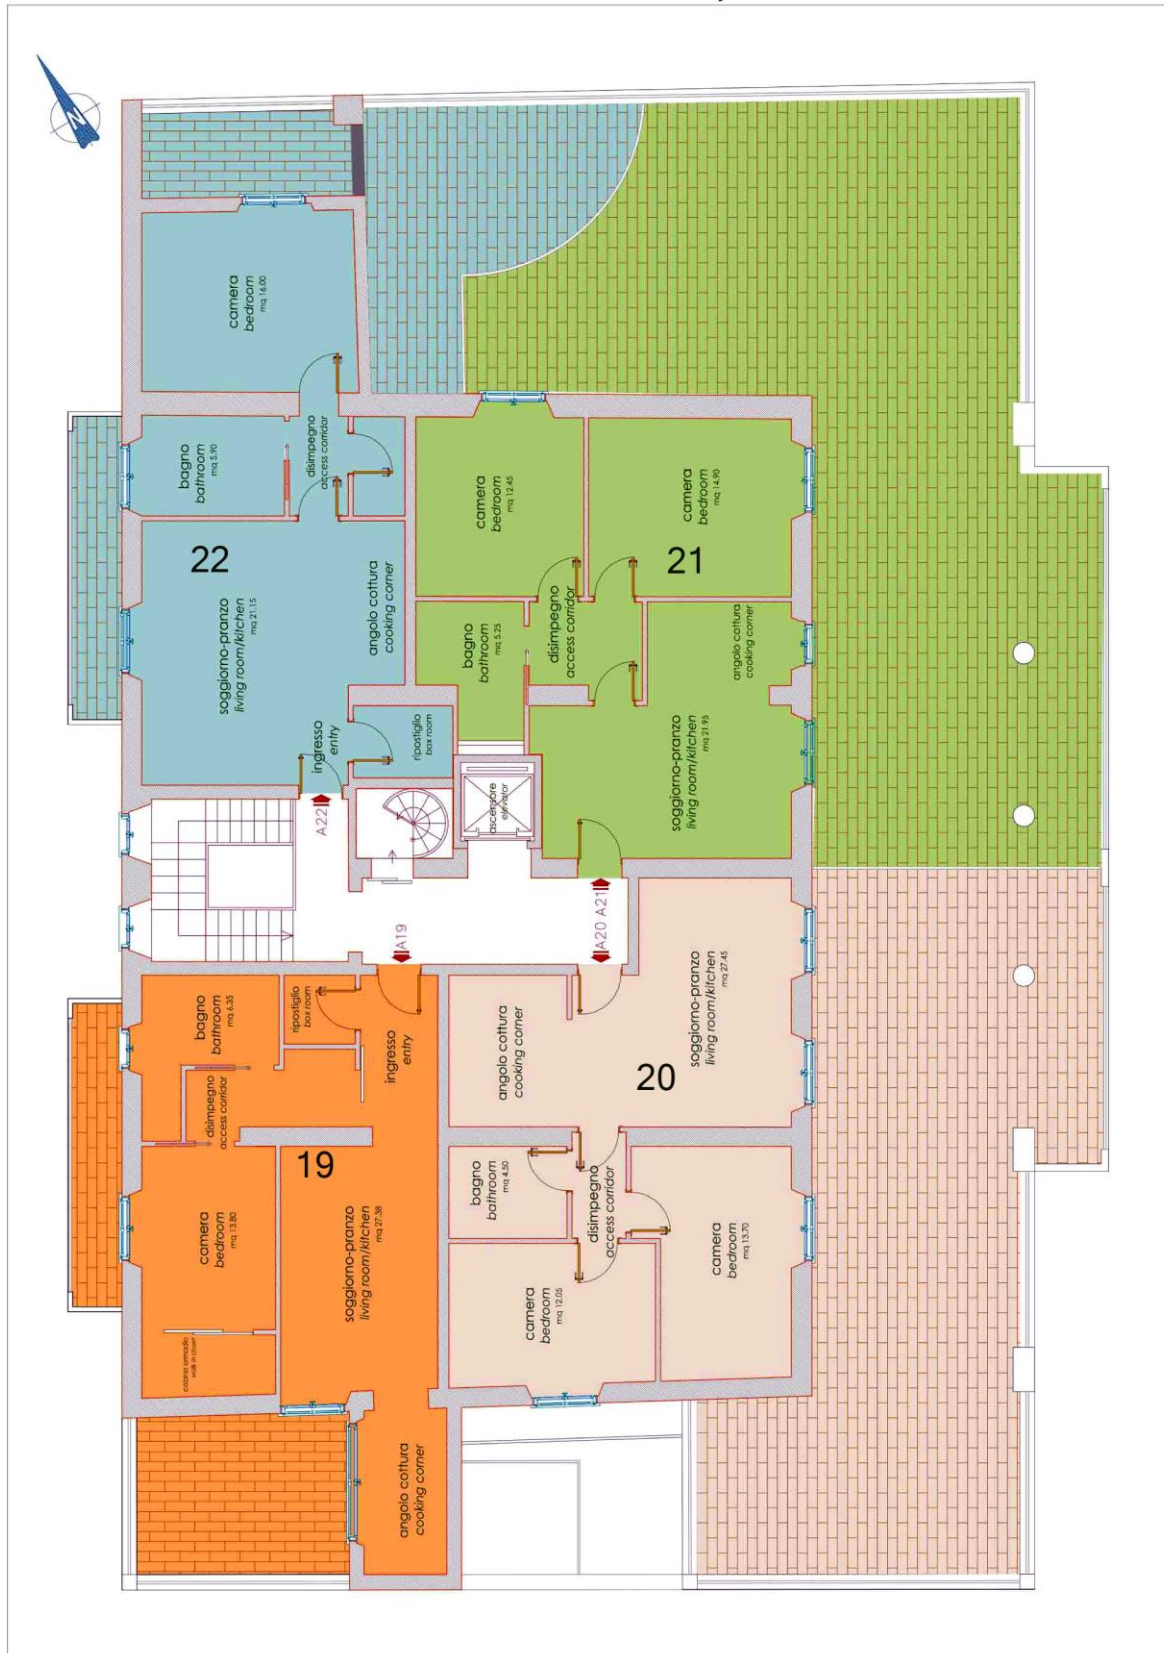 N
camera
bedroom
mq 16.00
bagno
bathroom
mq 5.90
disimpegno
access corridor
22
soggiorno-pranzo
living room/kitchen
mq 21.15
angolo cottura
cooking corner
ingresso
entry
ripostiglio
box room
A22
camera
bedroom
mq 12.45
camera
bedroom
mq 14.90
21
bagno
bathroom
mq 5.25
disimpegno
access corridor
angolo cottura
cooking corner
soggiorno-pranzo
living room/kitchen
mq 21.95
ascensore
elevator
A19
A20 A21
bagno
bathroom
mq 6.35
ripostiglio
box room
ingresso
entry
disimpegno
access corridor
19
camera
bedroom
mq 13.80
soggiorno-pranzo
living room/kitchen
mq 27.38
cabina armadio
walk in closet
angolo cottura
cooking corner
angolo cottura
cooking corner
soggiorno-pranzo
living room/kitchen
mq 27.45
20
bagno
bathroom
mq 4.50
disimpegno
access corridor
camera
bedroom
mq 13.70
camera
bedroom
mq 12.05